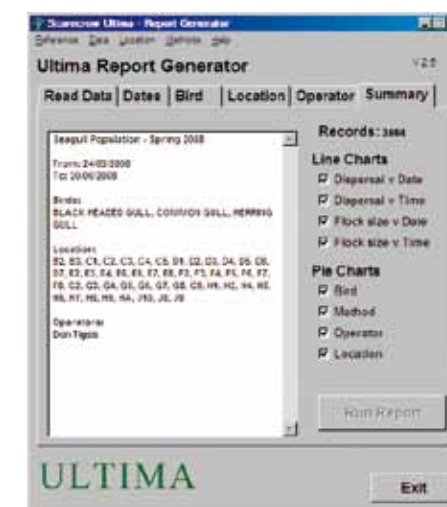 Scarecrow Ultima - Report Generator
Reference Data Location Defaults Help
Ultima Report Generator
V 2.5
Read Data Dates Bird Location Operator Summary
Seagull Population - Spring 2008
From: 24/03/2008
To: 20/06/2008
Birds:
BLACK HEADED GULL, COMMON GULL, HERRING
GULL
Locations:
Operators:
Don Tigsis
Records:
Line Charts
Dispersal v Date
Dispersal v Time
Flock size v Date
Flock size v Time
Pie Charts
Bird
Method
Operator
Location
Run Report
ULTIMA
Exit